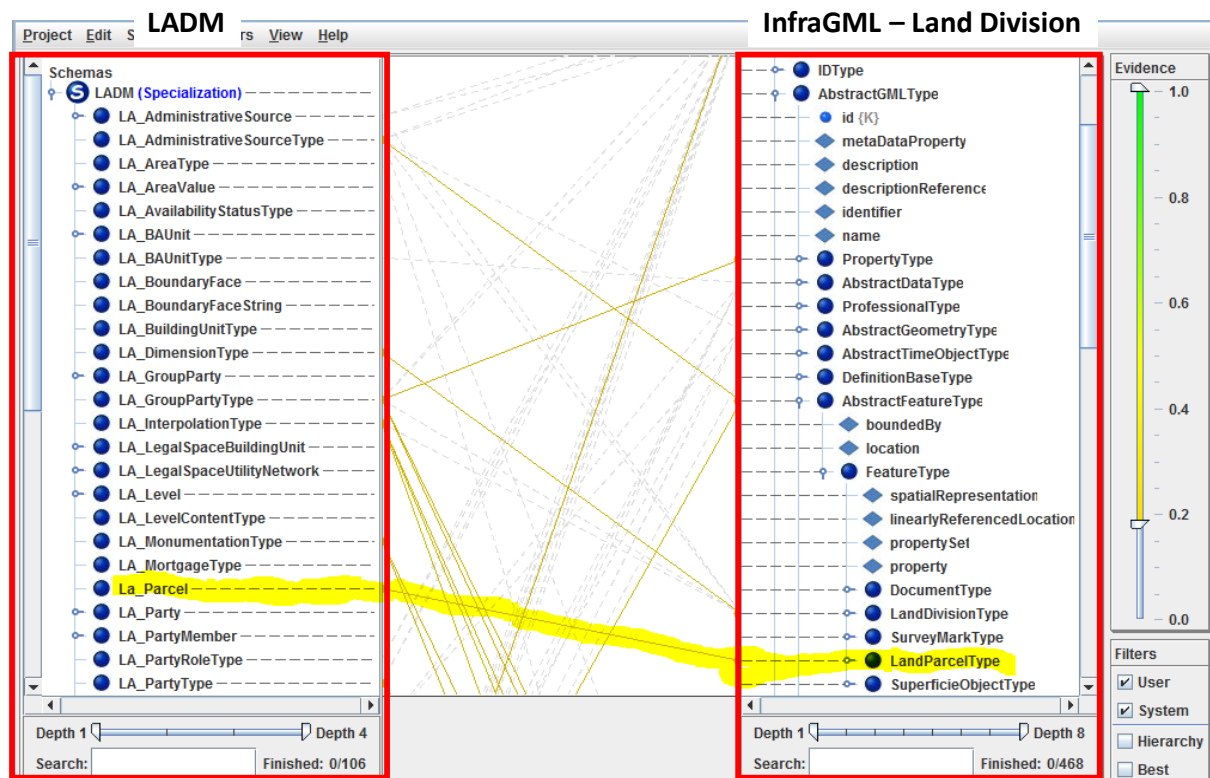 LADM
InfraGML – Land Division
Project Edit S rs View Help
Schemas
LADM (Specialization)
LA_AdministrativeSource
LA_AdministrativeSourceType
LA_AreaType
LA_AreaValue
LA_AvailabilityStatusType
LA_BAUnit
LA_BAUnitType
LA_BoundaryFace
LA_BoundaryFaceString
LA_BuildingUnitType
LA_DimensionType
LA_GroupParty
LA_GroupPartyType
LA_InterpolationType
LA_LegalSpaceBuildingUnit
LA_LegalSpaceUtilityNetwork
LA_Level
LA_LevelContentType
LA_MonumentationType
LA_MortgageType
La_Parcel
LA_Party
LA_PartyMember
LA_PartyRoleType
LA_PartyType
Depth 1 Depth 4
Search: Finished: 0/106
IDType
AbstractGMLType
id {K}
metaDataProperty
description
descriptionReference
identifier
name
PropertyType
AbstractDataType
ProfessionalType
AbstractGeometryType
AbstractTimeObjectType
DefinitionBaseType
AbstractFeatureType
boundedBy
location
FeatureType
spatialRepresentation
linearlyReferencedLocation
propertySet
property
DocumentType
LandDivisionType
SurveyMarkType
LandParcelType
SuperficieObjectType
Depth 1 Depth 8
Search: Finished: 0/468
Evidence
1.0
0.8
0.6
0.4
0.2
0.0
Filters
User
System
Hierarchy
Best